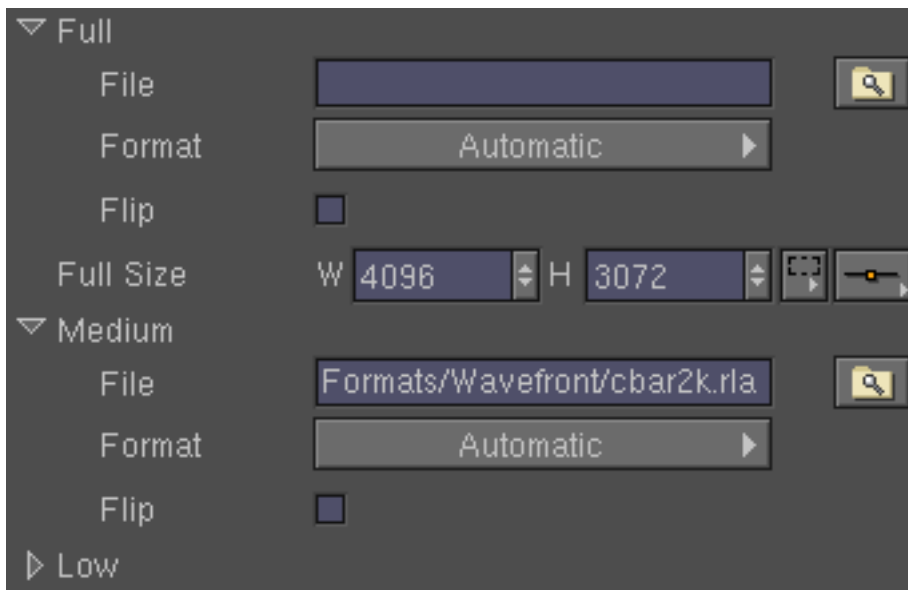 Full
File
Format Automatic
Flip
Full Size W 4096 H 3072
Medium
File Formats/Wavefront/cbar2k.rla
Format Automatic
Flip
Low